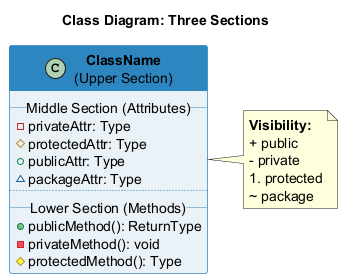 Class Diagram: Three Sections
C
ClassName
(Upper Section)
Middle Section (Attributes)
privateAttr: Type
protectedAttr: Type
publicAttr: Type
packageAttr: Type
Lower Section (Methods)
publicMethod(): ReturnType
privateMethod(): void
protectedMethod(): Type
Visibility:
+ public
- private
1. protected
~ package